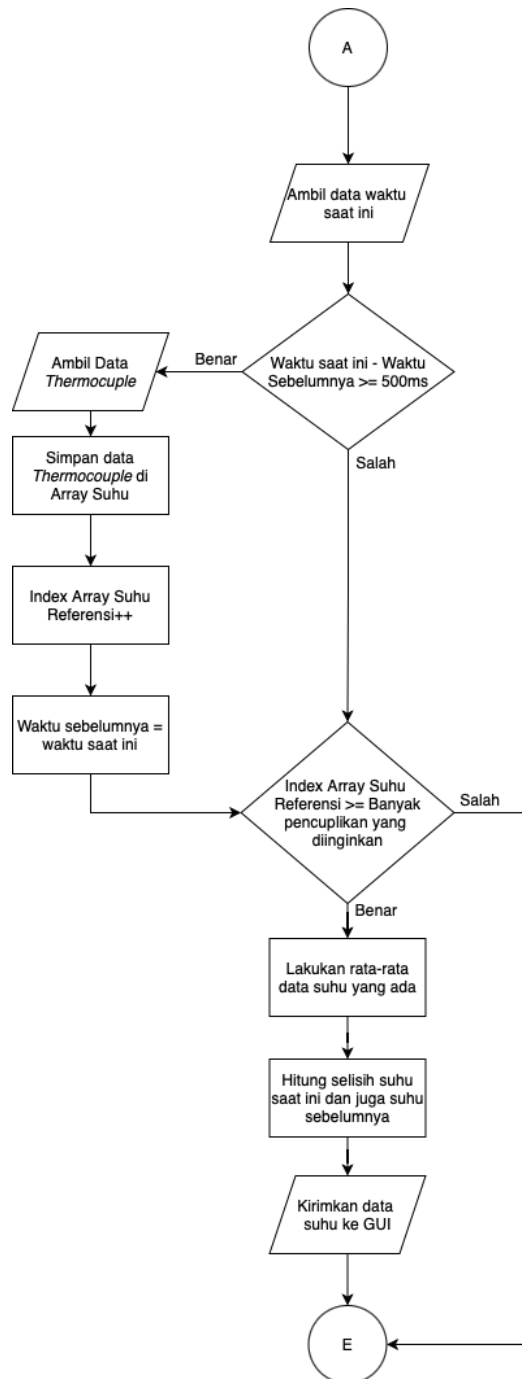 A
Ambil data waktu
saat ini
Waktu saat ini - Waktu
Sebelumnya >= 500ms
Benar
Ambil Data
Thermocuple
Simpan data
Thermocouple di
Array Suhu
Index Array Suhu
Referensi++
Waktu sebelumnya =
waktu saat ini
Salah
Index Array Suhu
Referensi >= Banyak
pencuplikan yang
diinginkan
Salah
Benar
Lakukan rata-rata
data suhu yang ada
Hitung selisih suhu
saat ini dan juga suhu
sebelumnya
Kirimkan data
suhu ke GUI
E